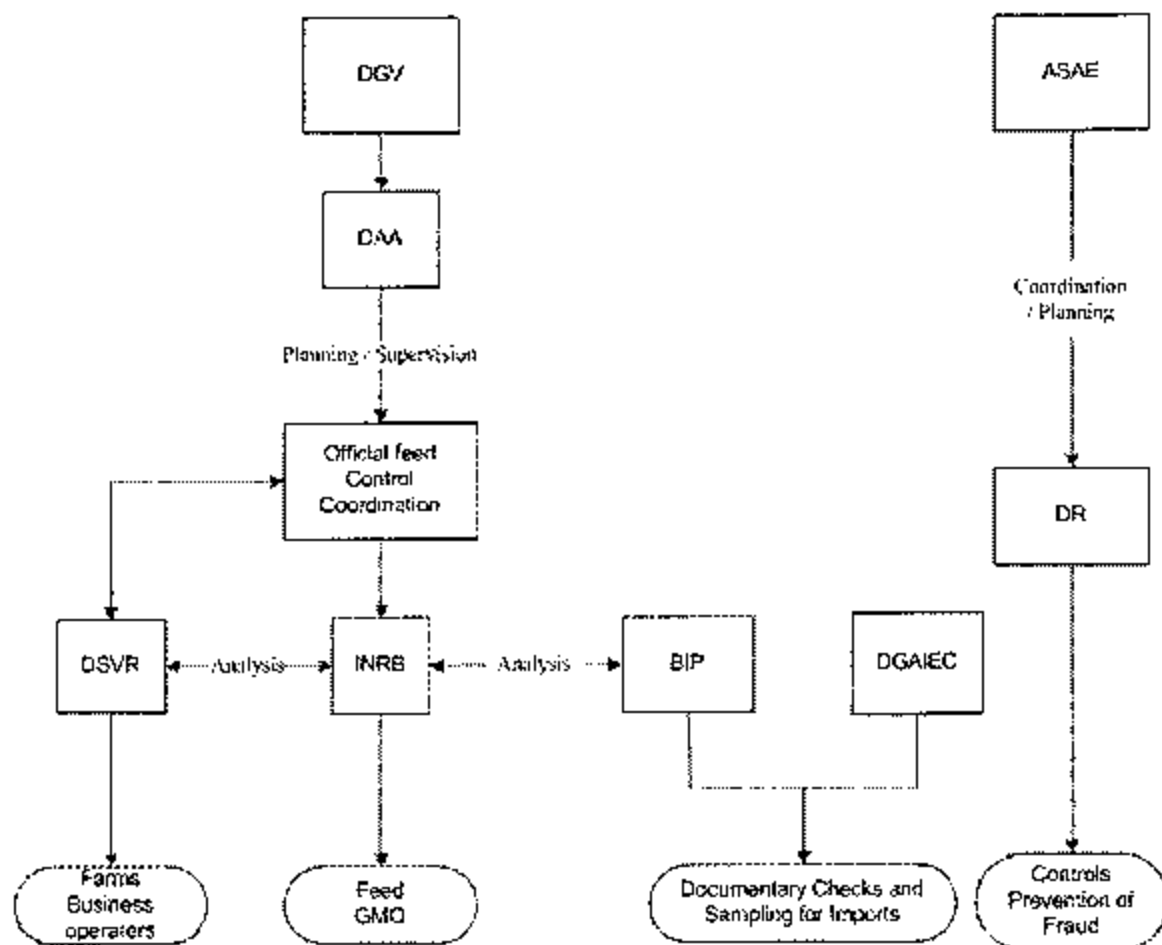 DGV
ASAE
DAA
Coordination
/ Planning
Planning / Supervision
Official feed
Control
Coordination
DR
DSVR
Analysis
INRB
Analysis
BIP
DGAIEC
Farms
Business
operators
Feed
GMO
Documentary Checks and
Sampling for Imports
Controls
Prevention of
Fraud